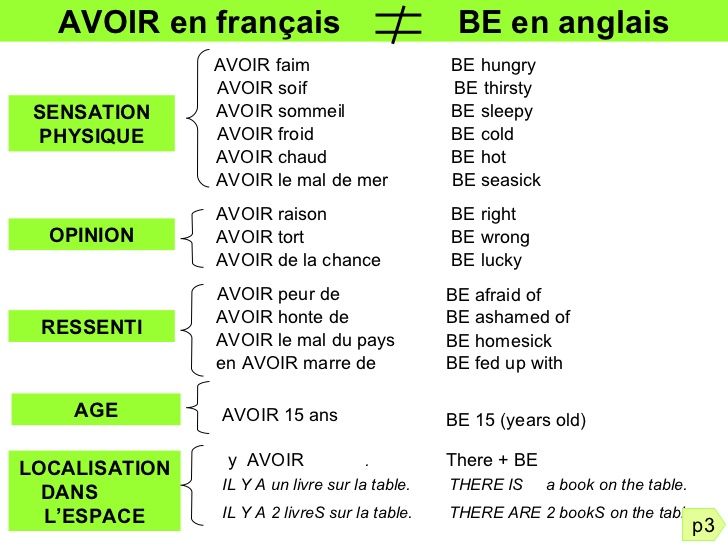 AVOIR en français ≠ BE en anglais
SENSATION
PHYSIQUE
AVOIR faim BE hungry
AVOIR soif BE thirsty
AVOIR sommeil BE sleepy
AVOIR froid BE cold
AVOIR chaud BE hot
AVOIR le mal de mer BE seasick
OPINION
AVOIR raison BE right
AVOIR tort BE wrong
AVOIR de la chance BE lucky
RESSENTI
AVOIR peur de BE afraid of
AVOIR honte de BE ashamed of
AVOIR le mal du pays BE homesick
en AVOIR marre de BE fed up with
AGE
AVOIR 15 ans BE 15 (years old)
LOCALISATION
DANS
L’ESPACE
y AVOIR . There + BE
IL Y A un livre sur la table. THERE IS a book on the table.
IL Y A 2 livreS sur la table. THERE ARE 2 bookS on the
p3